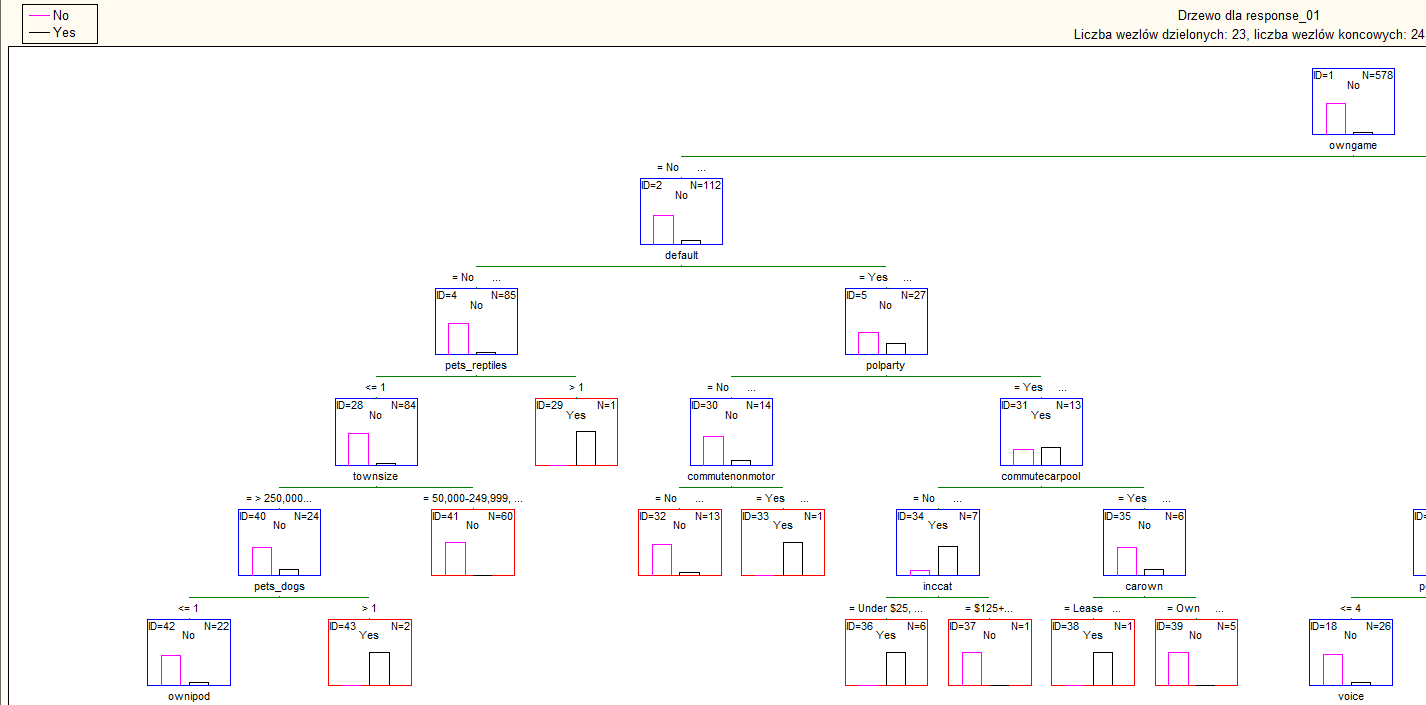 No
Yes
Drzewo dla response_01
Liczba wezłów dzielonych: 23, liczba wezłów koncowych: 24
ID=1 N=578
No
owngame
= No ...
ID=2 N=112
No
default
= No ... = Yes ...
ID=4 N=85 ID=5 N=27
No No
pets_reptiles polparty
<= 1 > 1 = No ... = Yes ...
ID=28 N=84 ID=29 N=1 ID=30 N=14 ID=31 N=13
No Yes No Yes
townsize commutenonmotor commutecarpool
= > 250,000... = 50,000-249,999, ... = No ... = Yes ... = No ... = Yes ...
ID=40 N=24 ID=41 N=60 ID=32 N=13 ID=33 N=1 ID=34 N=7 ID=35 N=6
No No No Yes Yes No
pets_dogs inccat carown
<= 1 > 1 = Under $25, ... = $125+... = Lease ... = Own ... <= 4
ID=42 N=22 ID=43 N=2 ID=36 N=6 ID=37 N=1 ID=38 N=1 ID=39 N=5 ID=18 N=26
No Yes Yes No Yes No No
ownipod voice